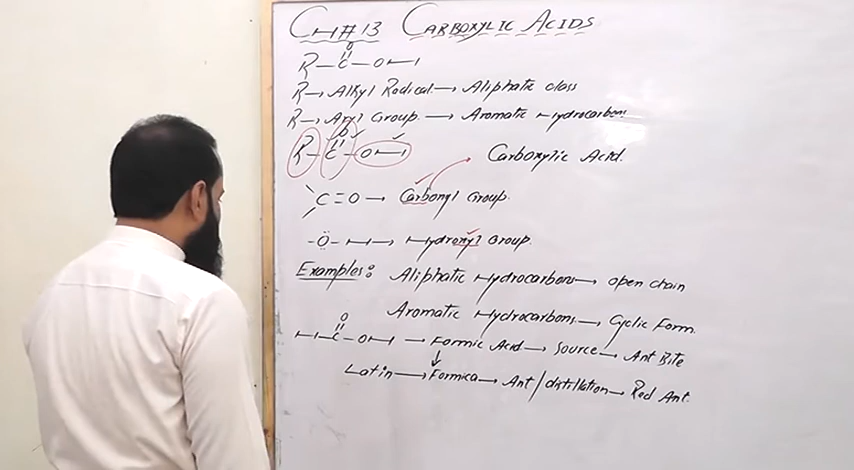 CH#13 CARBOXYLIC ACIDS
O
R—C—O—H
R→ Alkyl Radical→ Aliphatic class
R→ Aryl Group → Aromatic Hydrocarbons
O
R—C—O—H Carboxylic Acid.
C=O→ Carbonyl Group.
-O-H→ Hydroxyl Group.
Examples: Aliphatic Hydrocarbons→ open chain
Aromatic Hydrocarbons→ Cyclic Form.
O
H—C—O—H → Formic Acid→ Source→ Ant Bite
Latin→Formica→ Ant/distillation→ Red Ant.